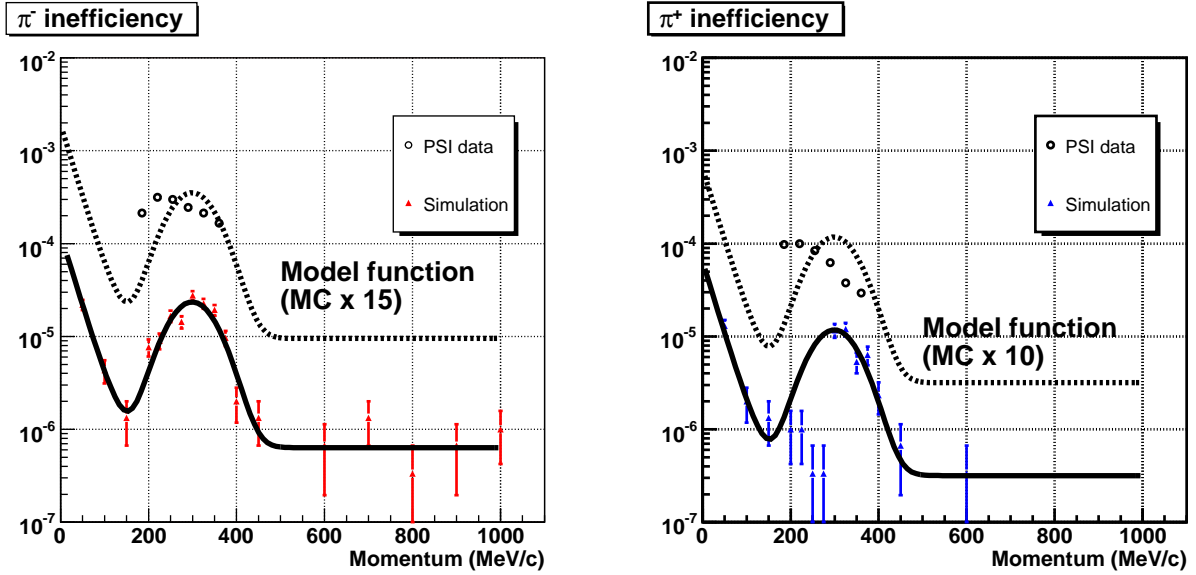 π⁻ inefficiency
10⁻²
10⁻³
10⁻⁴
10⁻⁵
10⁻⁶
10⁻⁷
PSI data
Simulation
Model function
(MC x 15)
0 200 400 600 800 1000
Momentum (MeV/c)
π⁺ inefficiency
10⁻²
10⁻³
10⁻⁴
10⁻⁵
10⁻⁶
10⁻⁷
PSI data
Simulation
Model function
(MC x 10)
0 200 400 600 800 1000
Momentum (MeV/c)